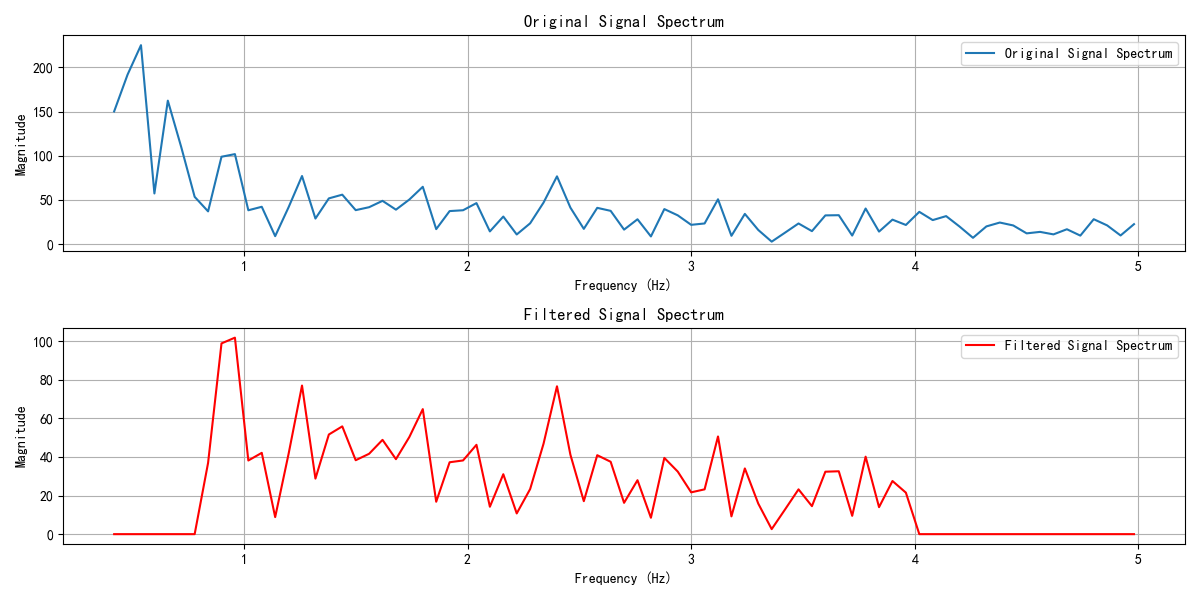 Original Signal Spectrum
Original Signal Spectrum
Magnitude
200
150
100
50
0
1 2 3 4 5
Frequency (Hz)
Filtered Signal Spectrum
Filtered Signal Spectrum
Magnitude
100
80
60
40
20
0
1 2 3 4 5
Frequency (Hz)